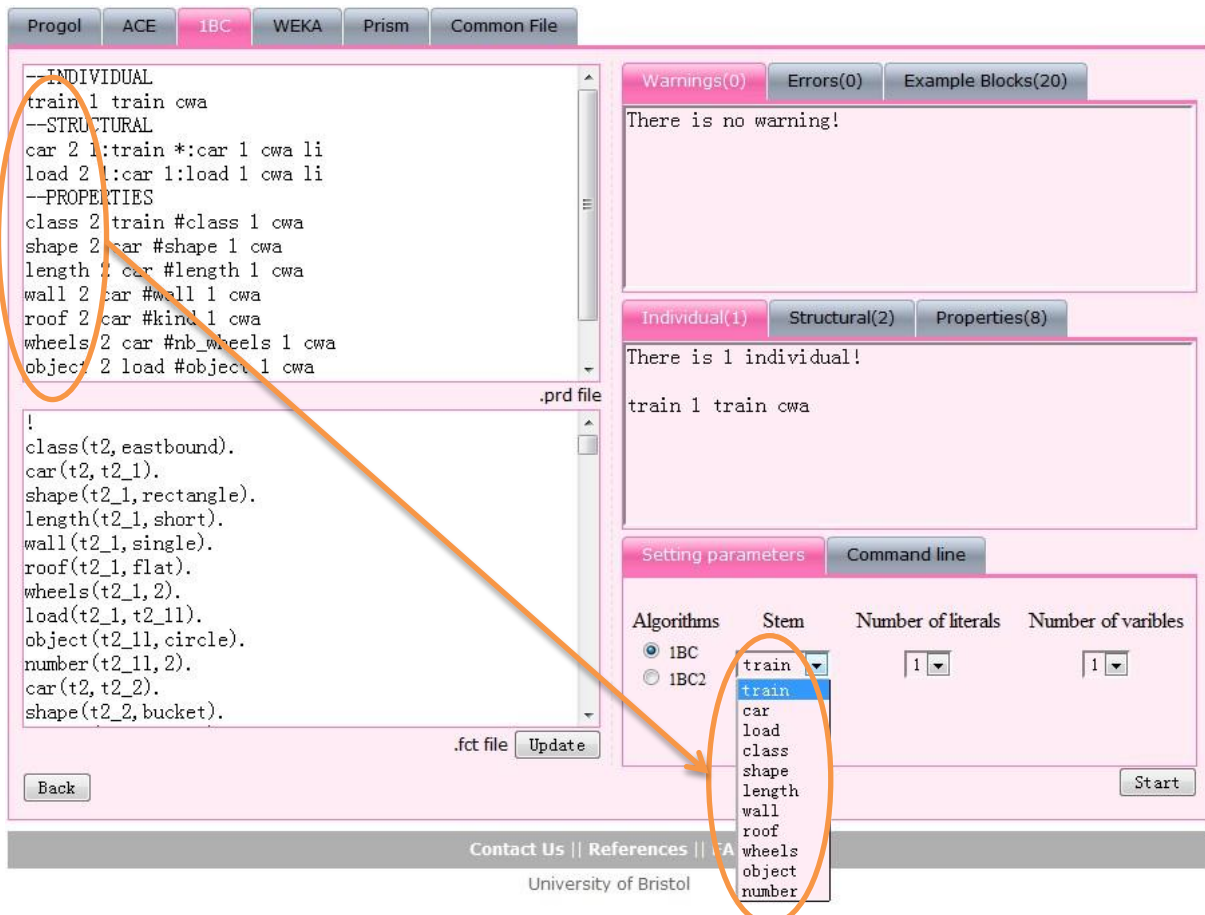 Progol ACE 1BC WEKA Prism Common File
--INDIVIDUAL
train 1 train cwa
--STRUCTURAL
car 2 1:train *:car 1 cwa li
load 2 1:car 1:load 1 cwa li
--PROPERTIES
class 2 train #class 1 cwa
shape 2 car #shape 1 cwa
length 2 car #length 1 cwa
wall 2 car #wall 1 cwa
roof 2 car #kind 1 cwa
wheels 2 car #nb_wheels 1 cwa
object 2 load #object 1 cwa
.prd file
!
class(t2,eastbound).
car(t2,t2_1).
shape(t2_1,rectangle).
length(t2_1,short).
wall(t2_1,single).
roof(t2_1,flat).
wheels(t2_1,2).
load(t2_1,t2_11).
object(t2_11,circle).
number(t2_11,2).
car(t2,t2_2).
shape(t2_2,bucket).
.fct file Update
Back
Warnings(0) Errors(0) Example Blocks(20)
There is no warning!
Individual(1) Structural(2) Properties(8)
There is 1 individual!
train 1 train cwa
Setting parameters Command line
Algorithms Stem Number of literals Number of varibles
1BC train 1 1
1BC2
train
car
load
class
shape
length
wall
roof
wheels
object
number
Start
Contact Us || References ||
University of Bristol